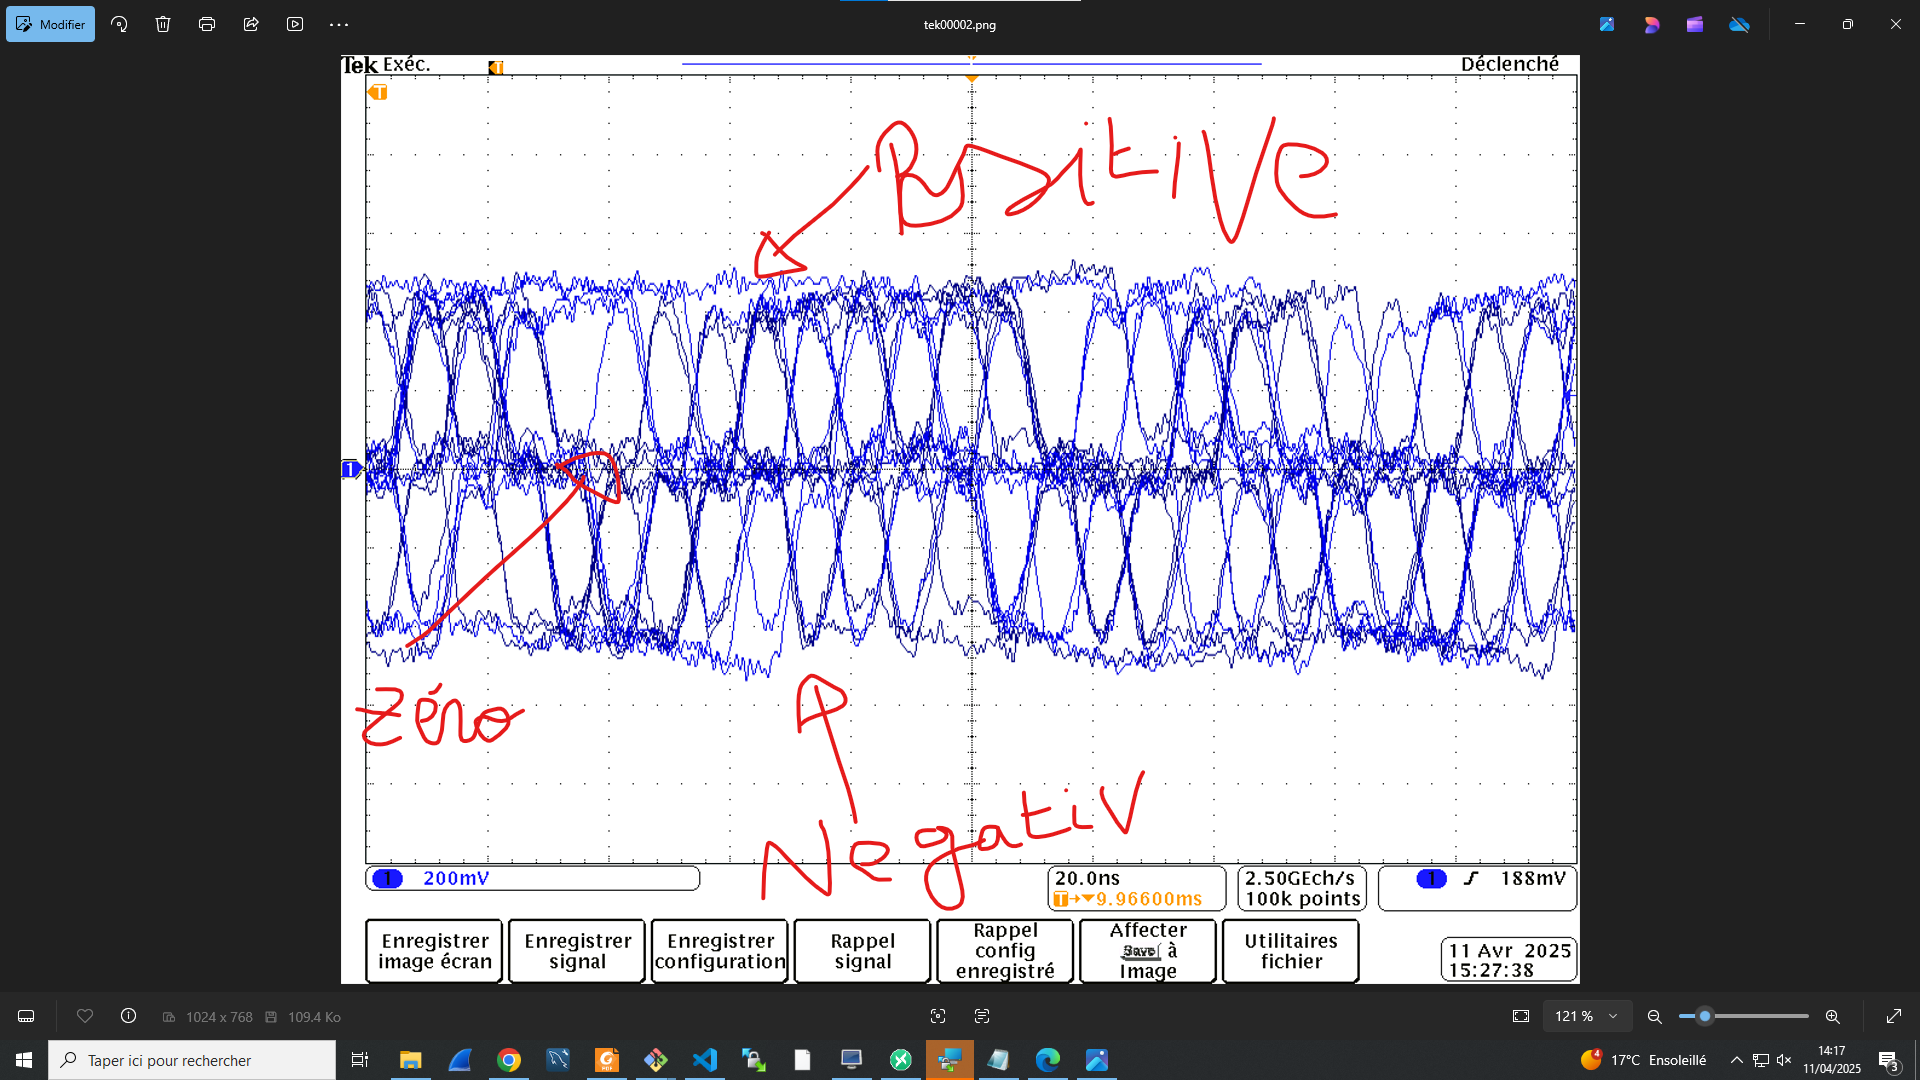 Modifier
tek00002.png
Tek Exéc.
Déclenché
T
T
Positive
1
Zéro
Negativ
1 200mV
20.0ns
T→▼9.96600ms
2.50GEch/s
100k points
1 188mV
Enregistrer
image écran
Enregistrer
signal
Enregistrer
configuration
Rappel
signal
Rappel
config
enregistré
Affecter
Save à
Image
Utilitaires
fichier
11 Avr 2025
15:27:38
1024 x 768
109.4 Ko
121 %
Taper ici pour rechercher
4
17°C Ensoleillé
14:17
11/04/2025
3